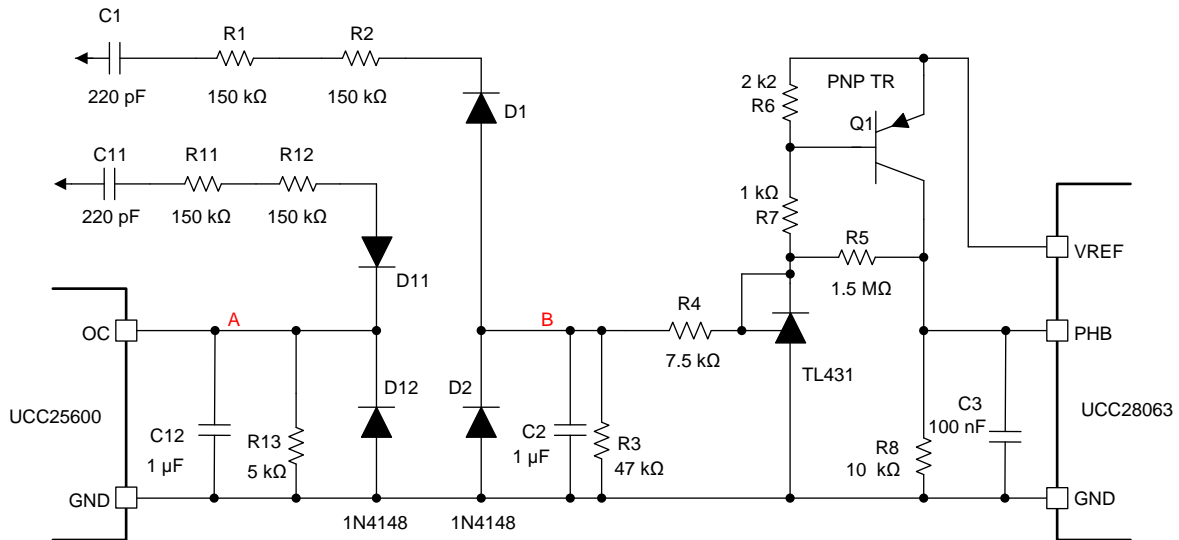 C1
R1
R2
220 pF
150 kΩ
150 kΩ
D1
C11
R11
R12
220 pF
150 kΩ
150 kΩ
D11
2 k2
R6
PNP TR
Q1
1 kΩ
R7
R5
1.5 MΩ
VREF
OC
A
B
R4
7.5 kΩ
TL431
PHB
UCC25600
C12
1 µF
R13
5 kΩ
D12
D2
C2
1 µF
R3
47 kΩ
R8
10 kΩ
C3
100 nF
UCC28063
GND
1N4148
1N4148
GND